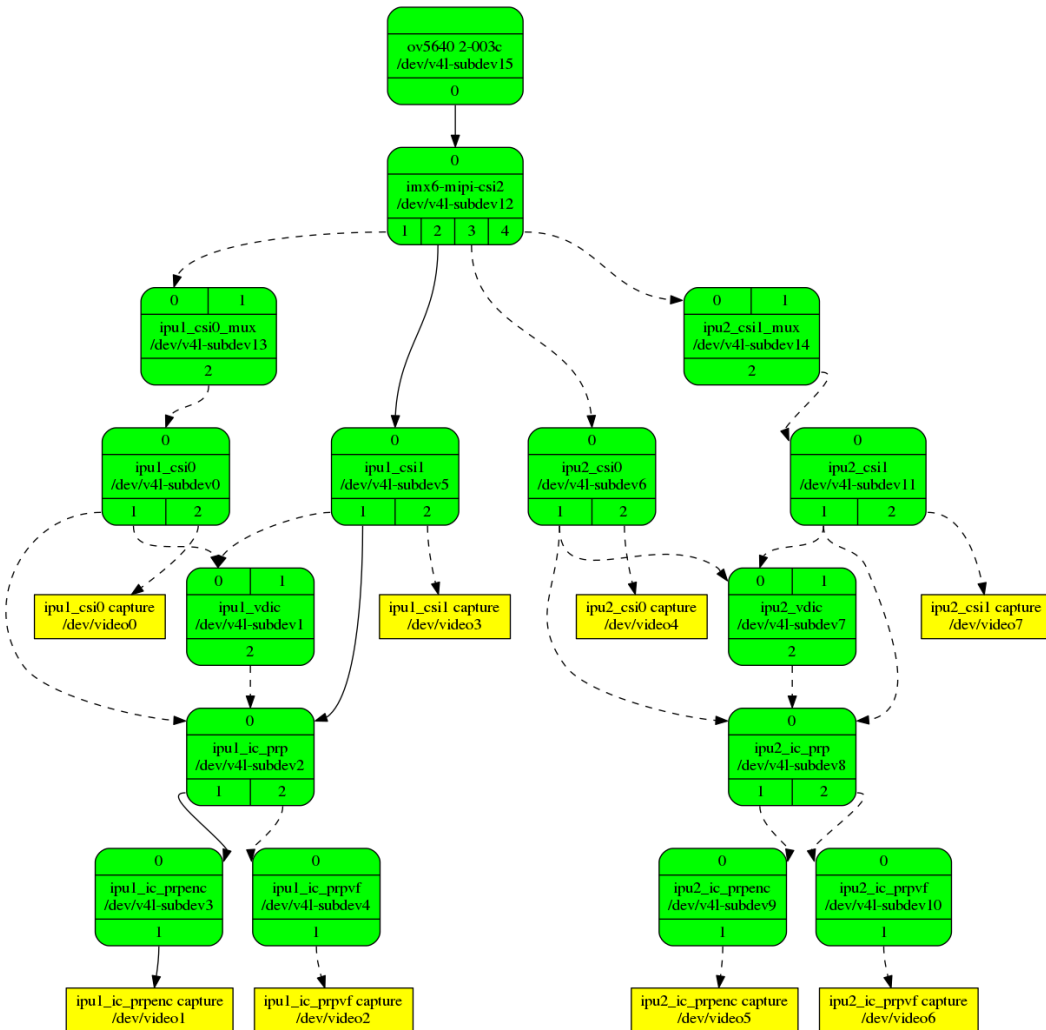 ov5640 2-003c
/dev/v4l-subdev15
0
0
imx6-mipi-csi2
/dev/v4l-subdev12
1 2 3 4
0 1
ipu1_csi0_mux
/dev/v4l-subdev13
2
0 1
ipu2_csi1_mux
/dev/v4l-subdev14
2
0
ipu1_csi0
/dev/v4l-subdev0
1 2
0
ipu1_csi1
/dev/v4l-subdev5
1 2
0
ipu2_csi0
/dev/v4l-subdev6
1 2
0
ipu2_csi1
/dev/v4l-subdev11
1 2
ipu1_csi0 capture
/dev/video0
0 1
ipu1_vdic
/dev/v4l-subdev1
2
ipu1_csi1 capture
/dev/video3
ipu2_csi0 capture
/dev/video4
0 1
ipu2_vdic
/dev/v4l-subdev7
2
ipu2_csi1 capture
/dev/video7
0
ipu1_ic_prp
/dev/v4l-subdev2
1 2
0
ipu2_ic_prp
/dev/v4l-subdev8
1 2
0
ipu1_ic_prpenc
/dev/v4l-subdev3
1
0
ipu1_ic_prpvf
/dev/v4l-subdev4
1
0
ipu2_ic_prpenc
/dev/v4l-subdev9
1
0
ipu2_ic_prpvf
/dev/v4l-subdev10
1
ipu1_ic_prpenc capture
/dev/video1
ipu1_ic_prpvf capture
/dev/video2
ipu2_ic_prpenc capture
/dev/video5
ipu2_ic_prpvf capture
/dev/video6